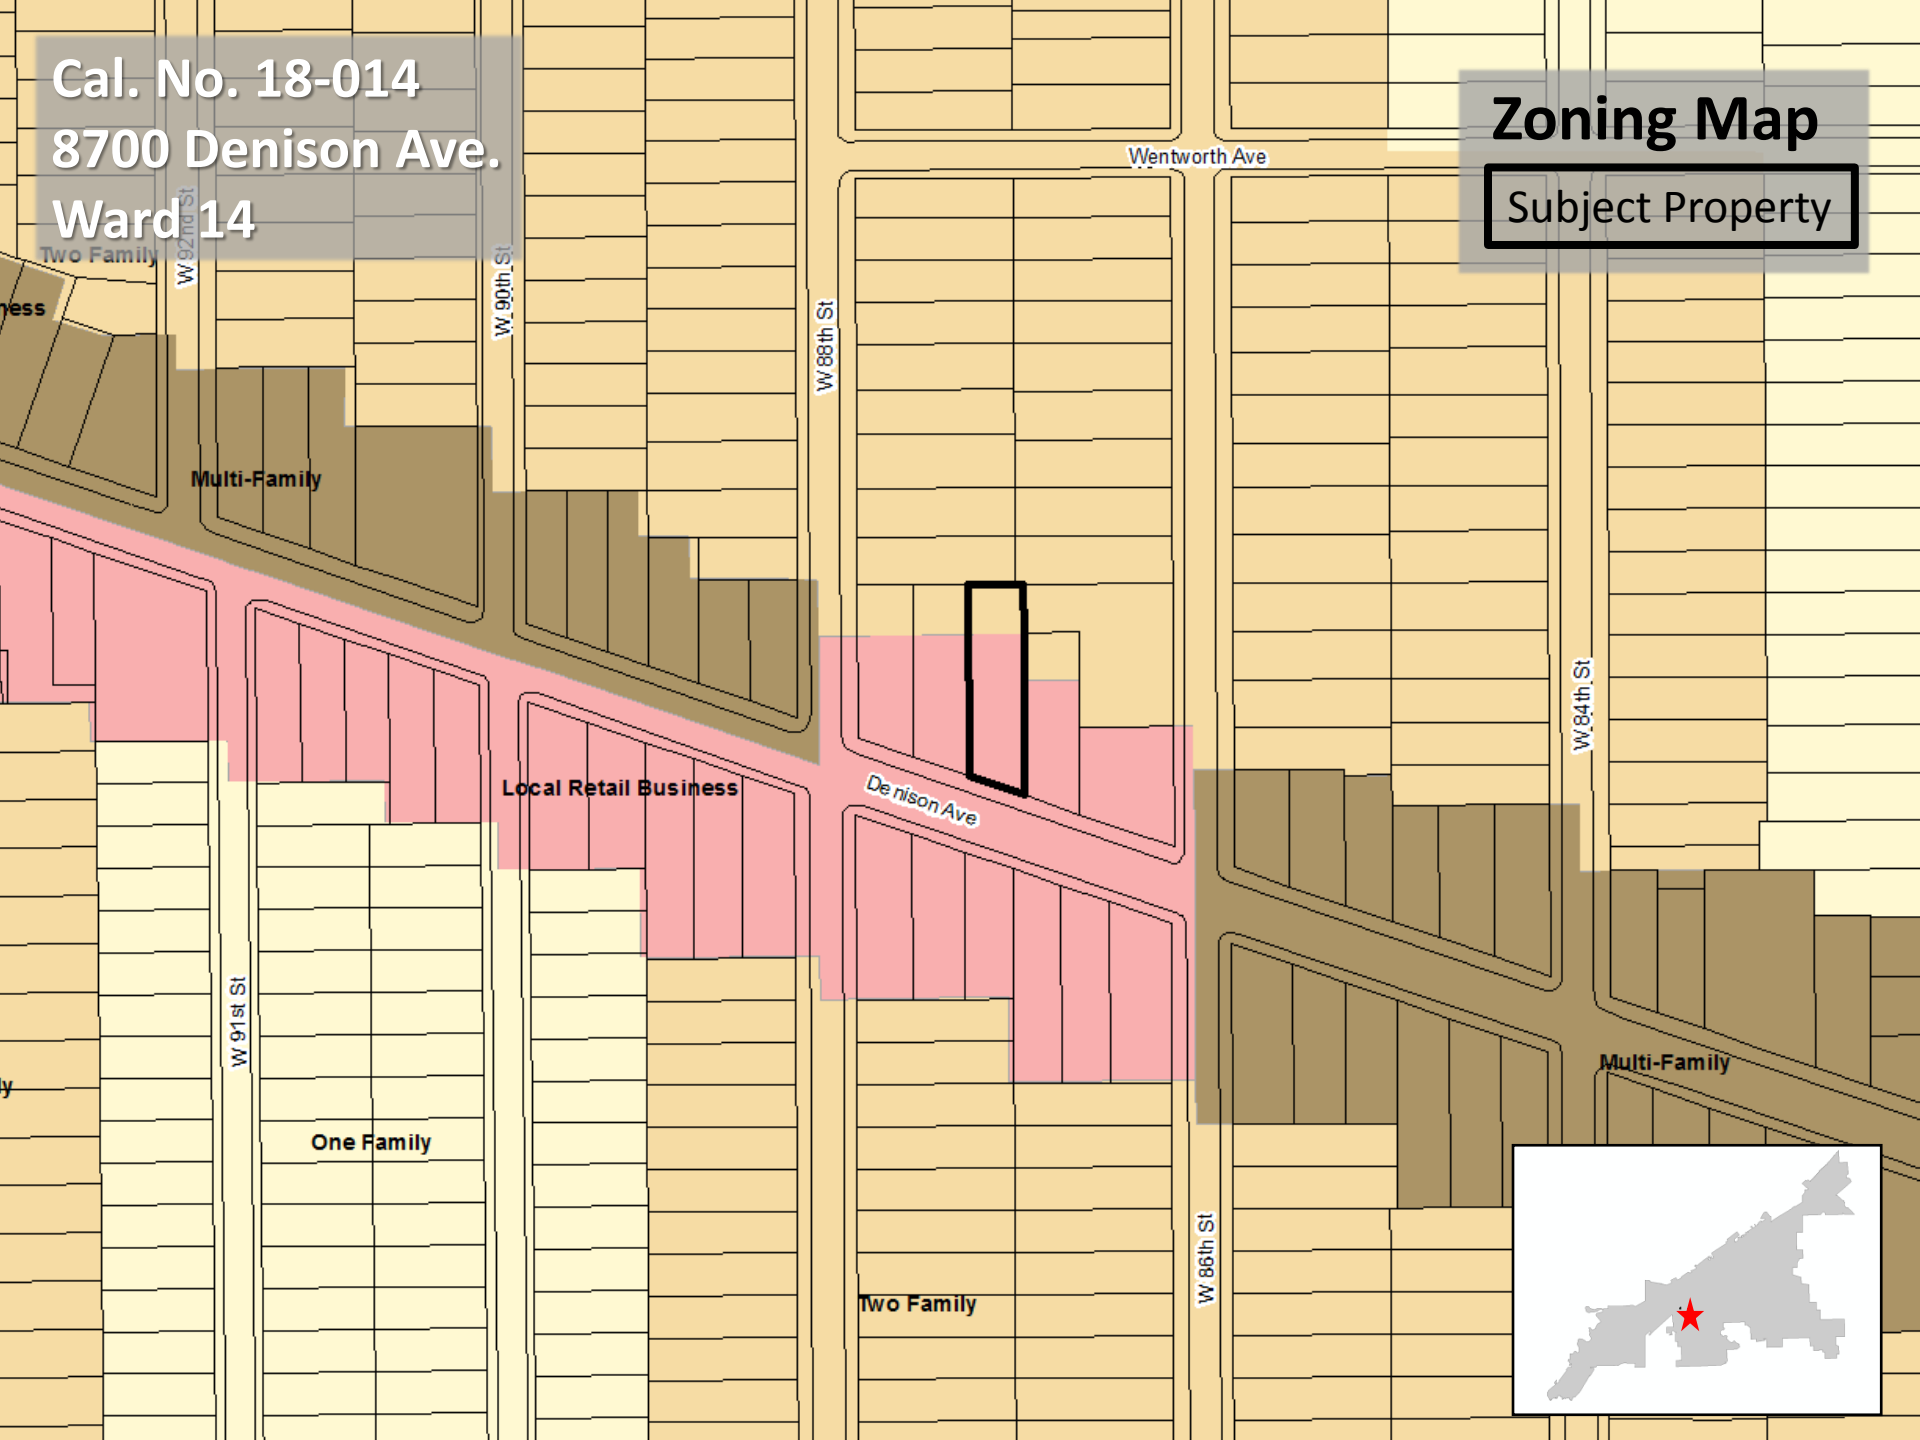 Cal. No. 18-014
8700 Denison Ave.
Ward 14
Zoning Map
Subject Property
Wentworth Ave
Two Family
W 92nd St
W 90th St
ness
W 88th St
Multi-Family
W 84th St
Local Retail Business
Denison Ave
W 91st St
Multi-Family
ly
One Family
W 86th St
Two Family